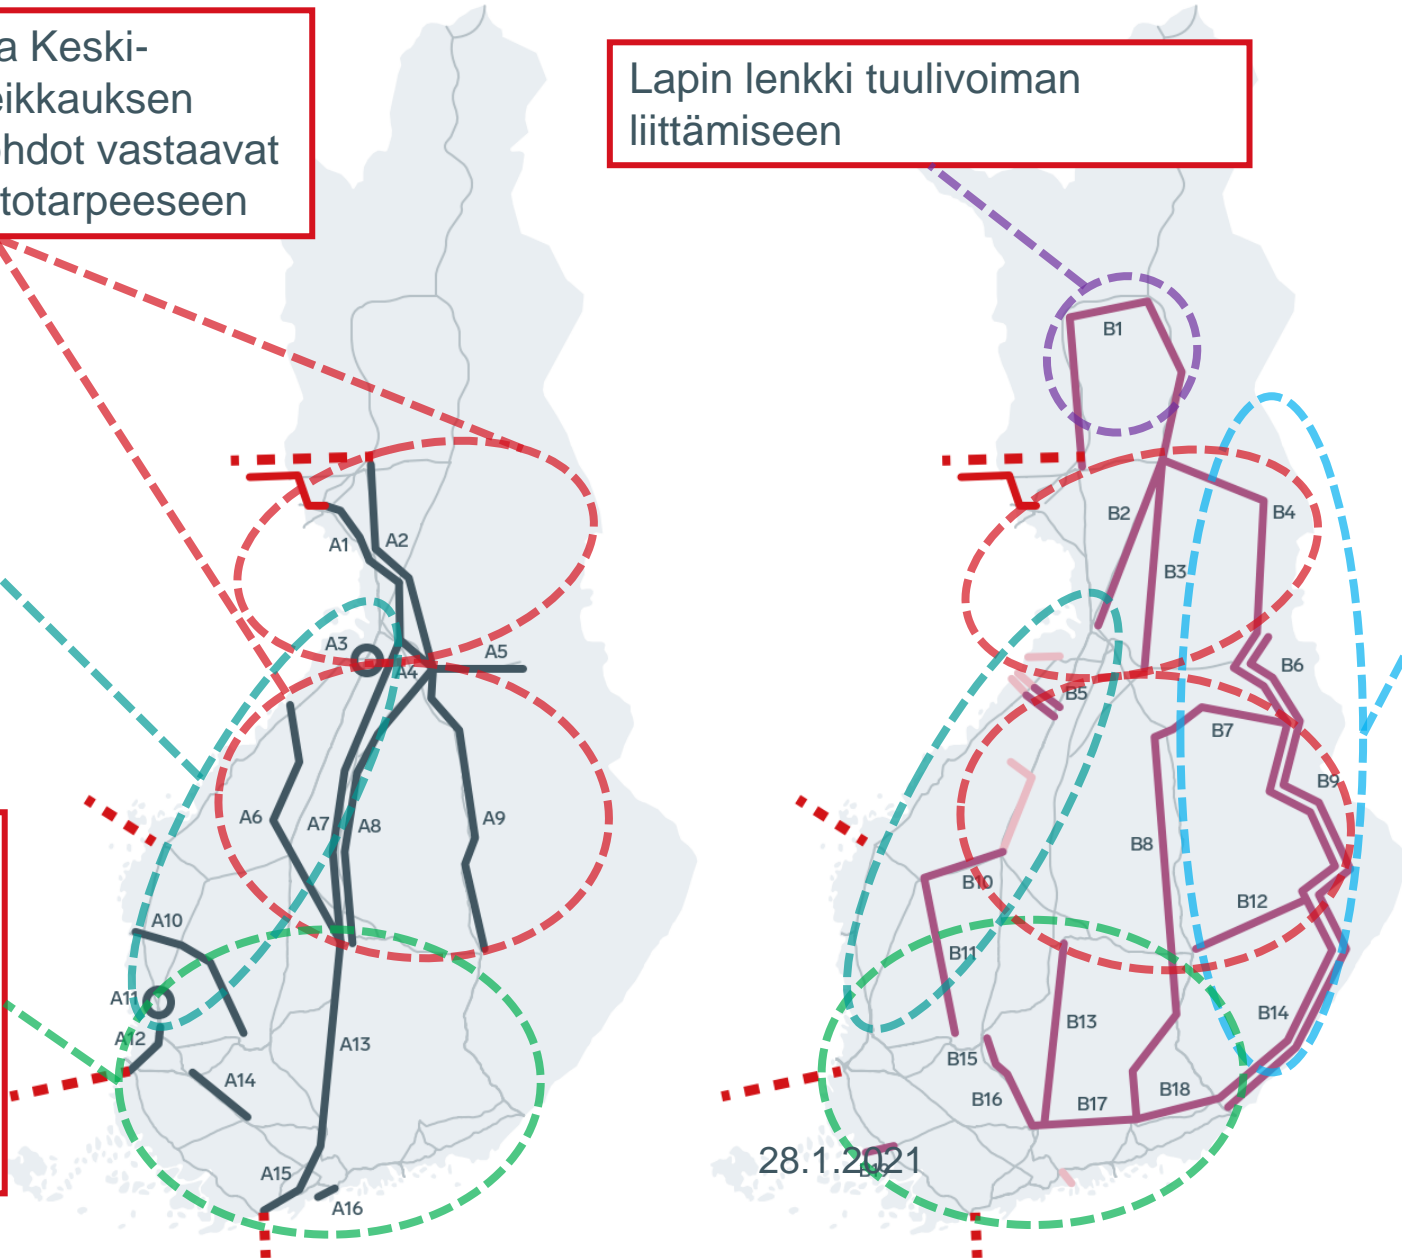 a Keski-
eikkauksen
ohdot vastaavat
totarpeeseen
Lapin lenkki tuulivoiman
liittämiseen
A1
A2
A3
A4
A5
A6
A7
A8
A9
A10
A11
A12
A13
A14
A15
A16
B1
B2
B3
B4
B5
B6
B7
B8
B9
B10
B11
B12
B13
B14
B15
B16
B17
B18
28.1.2021